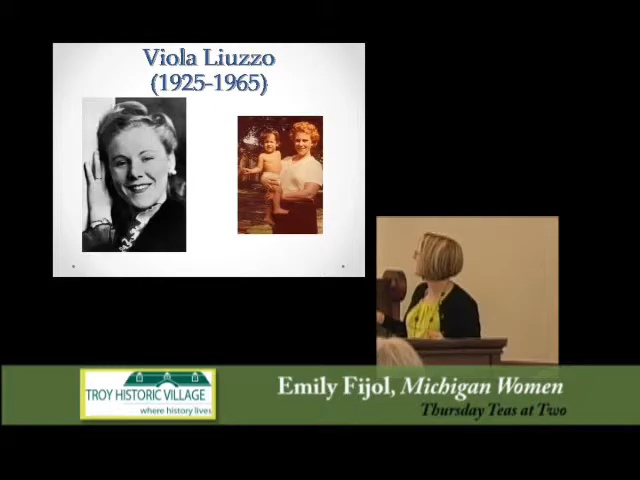 Viola Liuzzo
(1925-1965)
TROY HISTORIC VILLAGE
where history lives
Emily Fijol, Michigan Women
Thursday Teas at Two